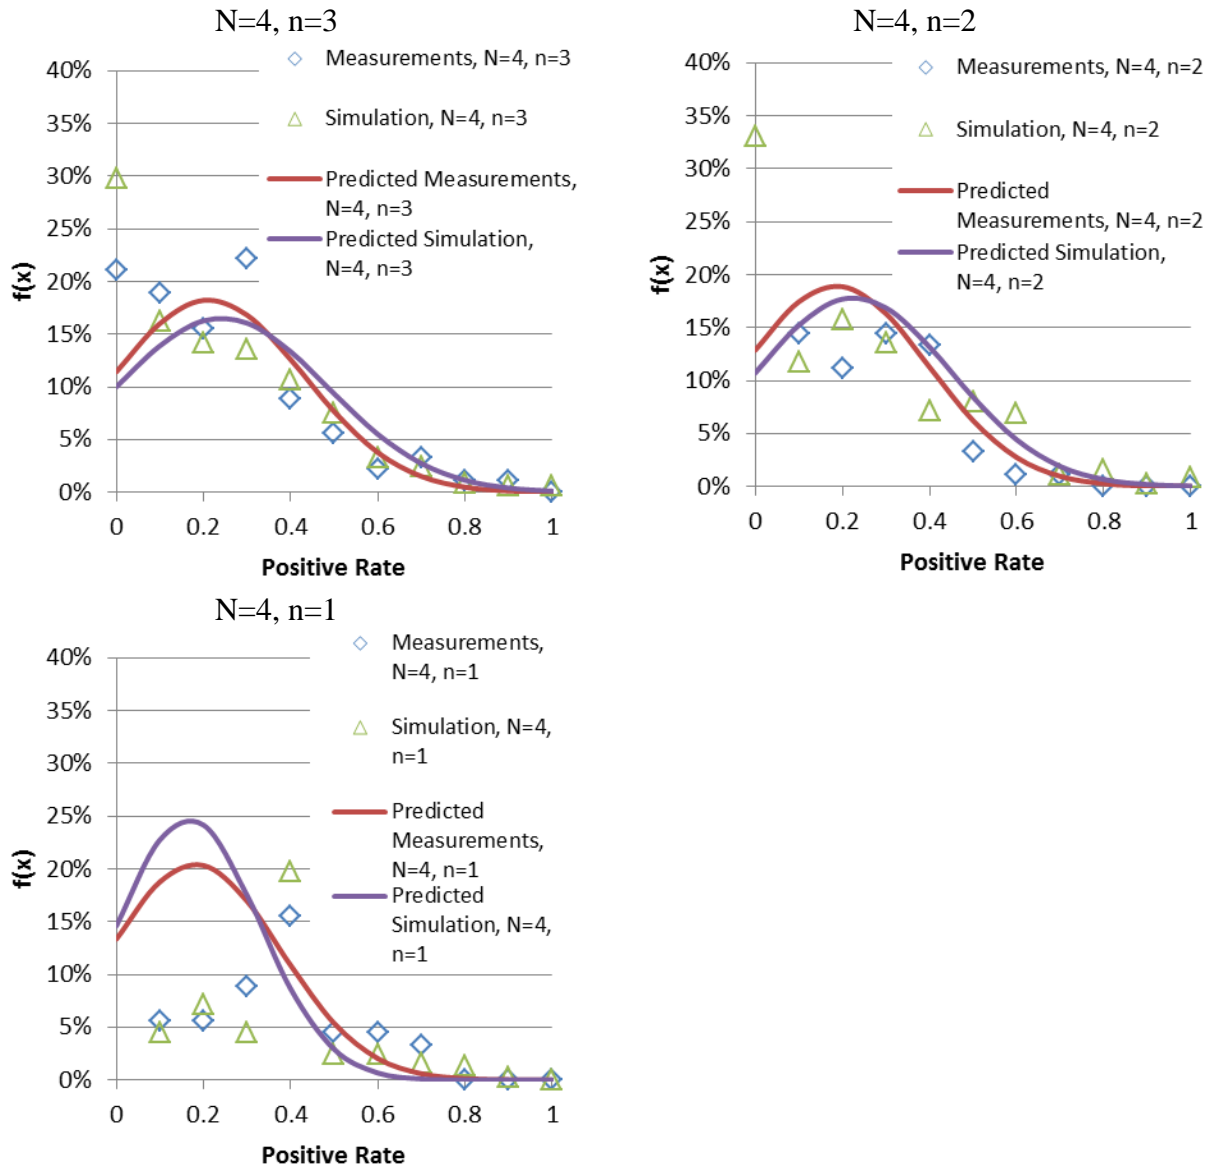 N=4, n=3
Measurements, N=4, n=3
Simulation, N=4, n=3
Predicted Measurements,
N=4, n=3
Predicted Simulation,
N=4, n=3
40%
35%
30%
25%
20%
15%
10%
5%
0%
f(x)
0 0.2 0.4 0.6 0.8 1
Positive Rate
N=4, n=2
Measurements, N=4, n=2
Simulation, N=4, n=2
Predicted
Measurements, N=4, n=2
Predicted Simulation,
N=4, n=2
40%
35%
30%
25%
20%
15%
10%
5%
0%
f(x)
0 0.2 0.4 0.6 0.8 1
Positive Rate
N=4, n=1
Measurements,
N=4, n=1
Simulation, N=4,
n=1
Predicted
Measurements,
N=4, n=1
Predicted
Simulation, N=4,
n=1
40%
35%
30%
25%
20%
15%
10%
5%
0%
f(x)
0 0.2 0.4 0.6 0.8 1
Positive Rate